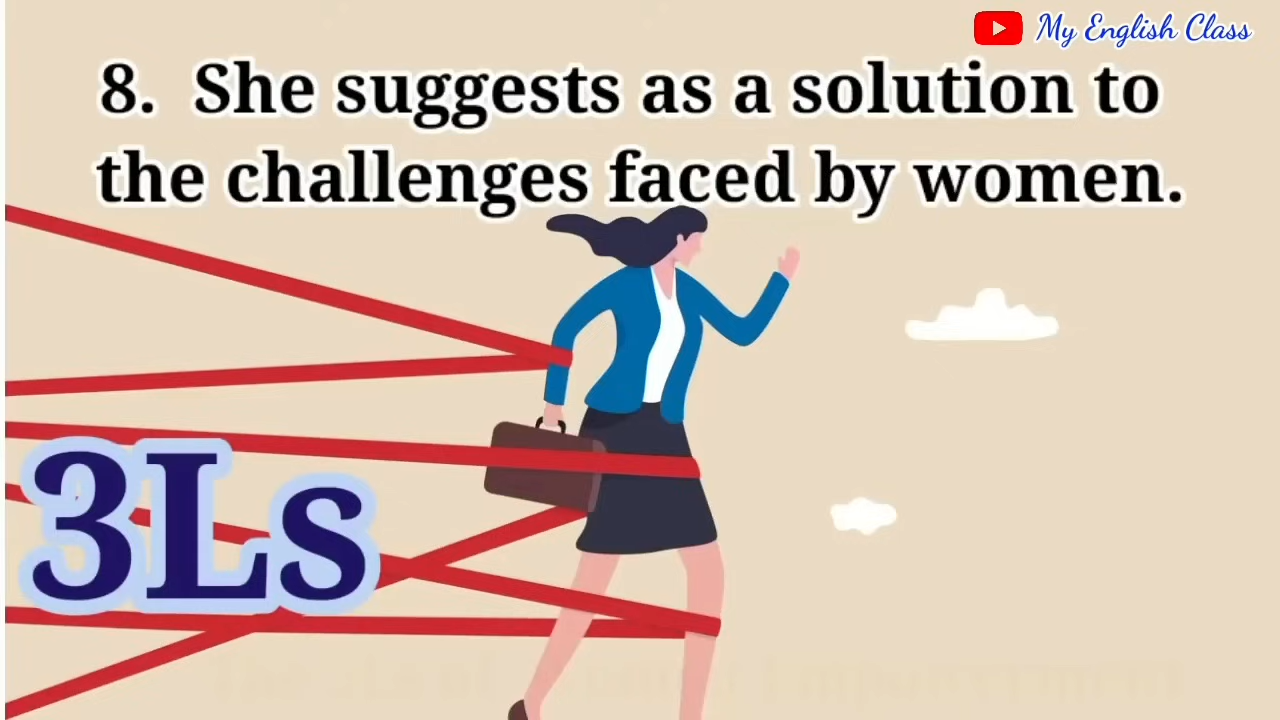 My English Class
8. She suggests as a solution to
the challenges faced by women.
3Ls